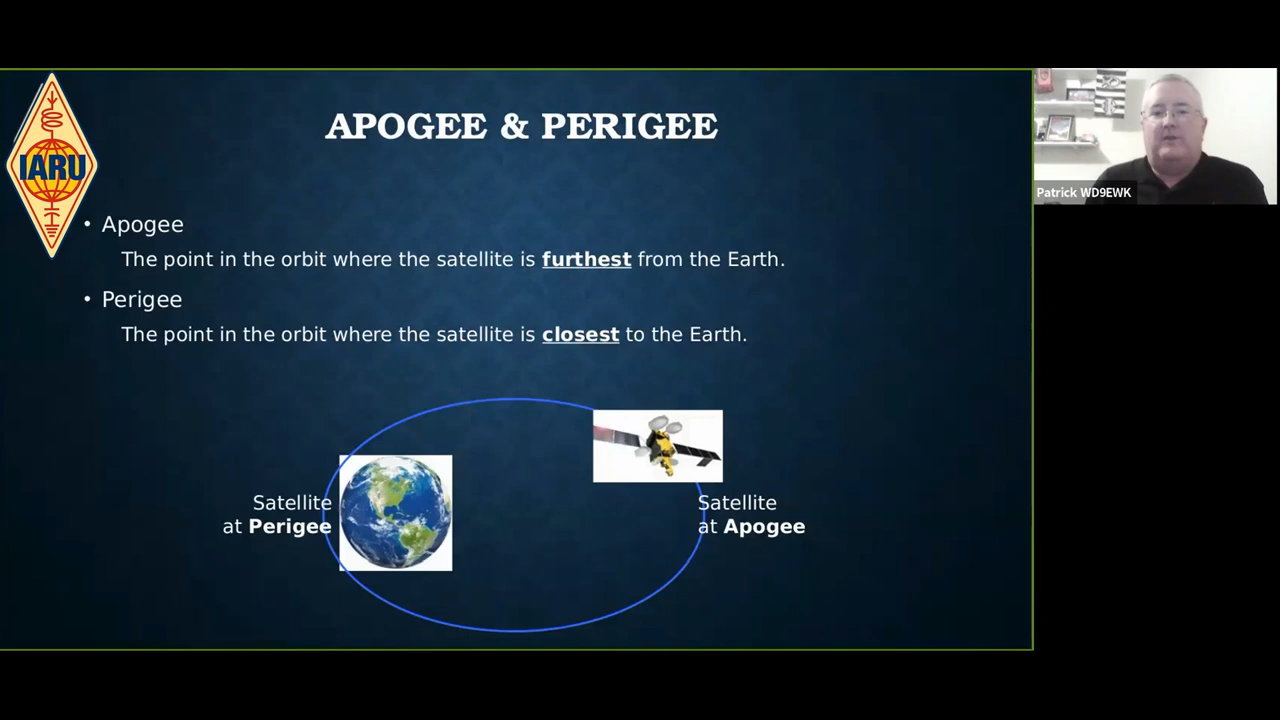 IARU
APOGEE & PERIGEE
• Apogee
The point in the orbit where the satellite is furthest from the Earth.
• Perigee
The point in the orbit where the satellite is closest to the Earth.
Satellite
at Perigee
Satellite
at Apogee
Patrick WD9EWK